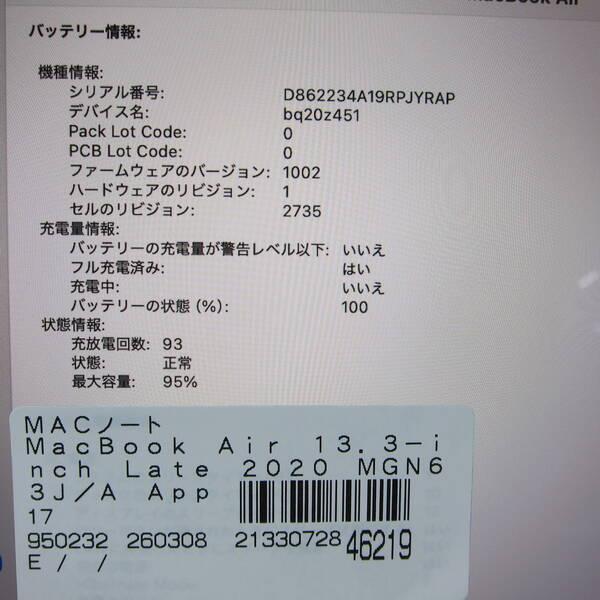 MacBook Air
バッテリー情報:
機種情報:
シリアル番号: D862234A19RPJYRAP
デバイス名: bq20z451
Pack Lot Code: 0
PCB Lot Code: 0
ファームウェアのバージョン: 1002
ハードウェアのリビジョン: 1
セルのリビジョン: 2735
充電量情報:
バッテリーの充電量が警告レベル以下: いいえ
フル充電済み: はい
充電中: いいえ
バッテリーの状態 (%): 100
状態情報:
充放電回数: 93
状態: 正常
最大容量: 95%
MACノート
MacBook Air 13.3-i
nch Late 2020 MGN6
3J/A App
17
950232 260308 21330728 46219
E / /